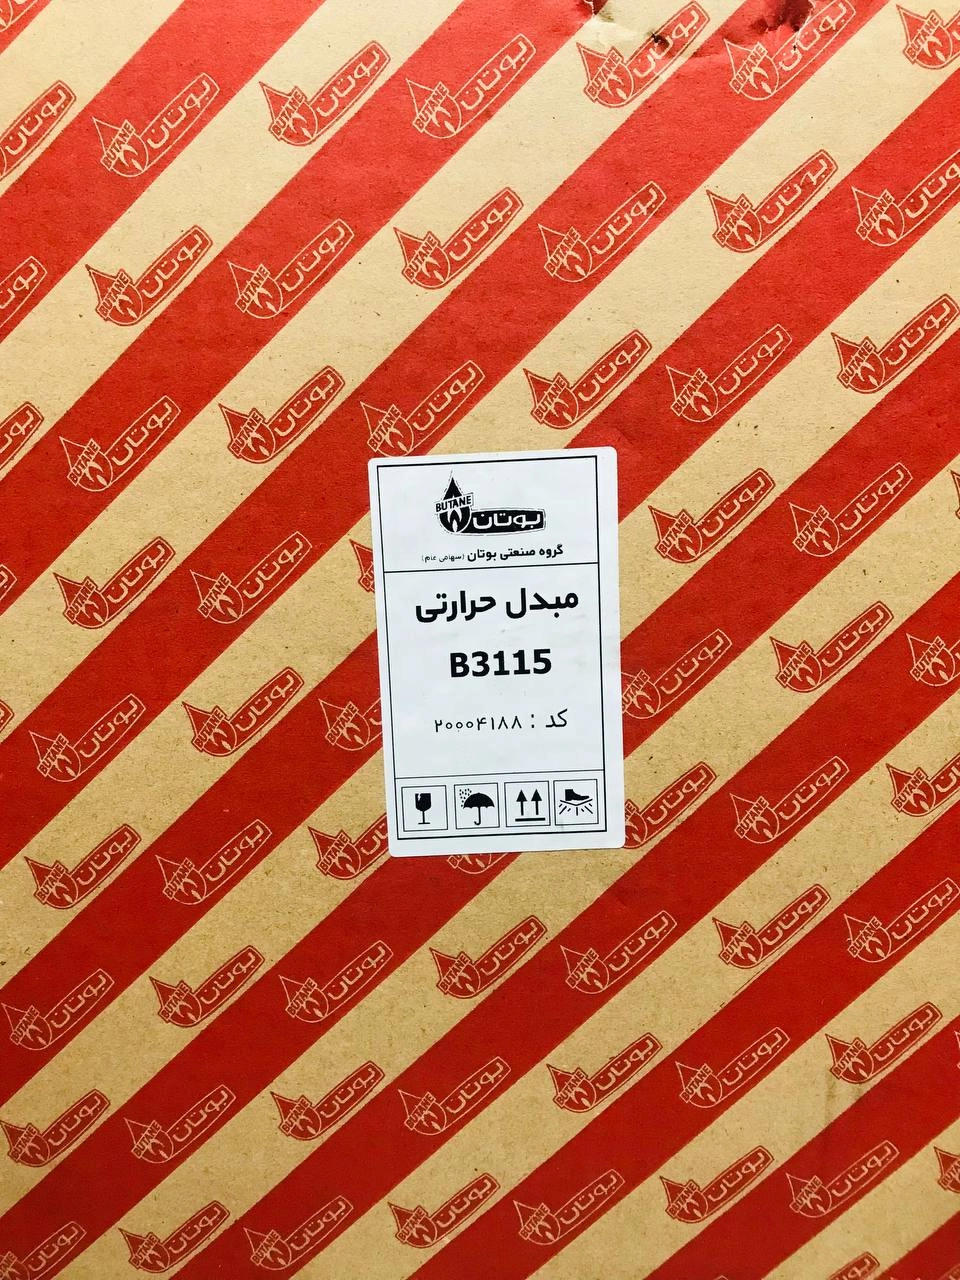 BUTANE
بوتان
گروه صنعتی بوتان (سهامی عام)
مبدل حرارتی
B3115
کد : ۲۰۰۰۴۱۸۸